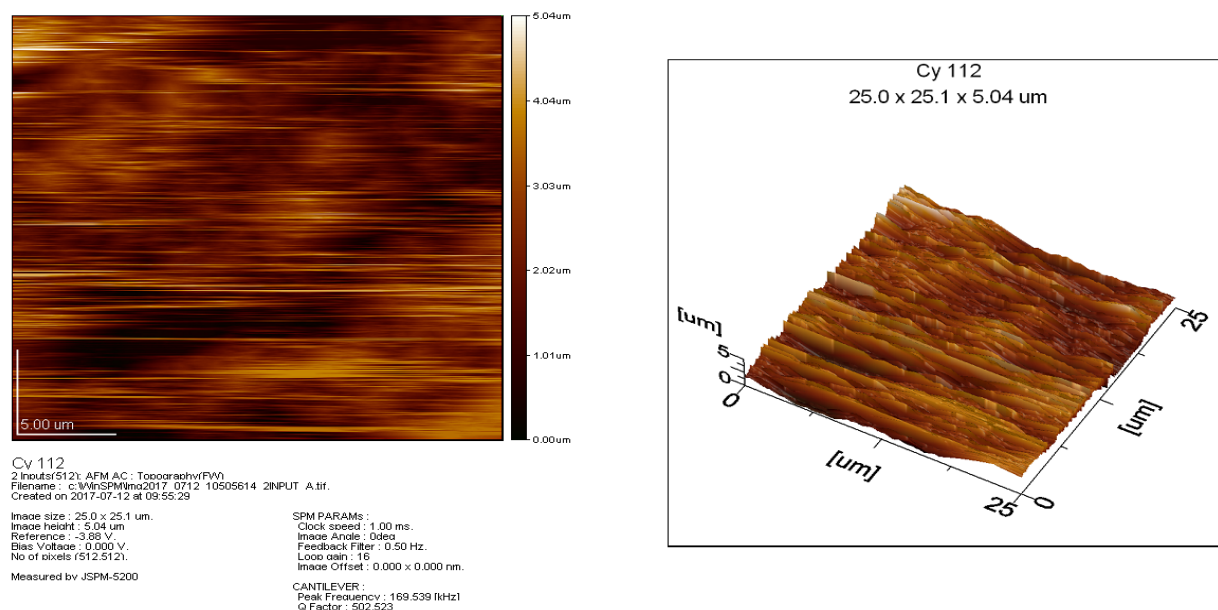 5.04um
4.04um
3.03um
2.02um
1.01um
0.00um
5.00 um
Cy 112
2 Inputs(512): AFM AC : Topography(FW)
Filename : c:\WinSPM\Img2017_0712_10505614_2INPUT_A.tif.
Created on 2017-07-12 at 09:55:29
Image size : 25.0 x 25.1 um.
Image height : 5.04 um
Reference : -3.88 V.
Bias Voltage : 0.000 V.
No of pixels (512,512).
Measured by JSPM-5200
SPM PARAMs :
Clock speed : 1.00 ms.
Image Angle : 0deg
Feedback Filter : 0.50 Hz.
Loop gain : 16
Image Offset : 0.000 x 0.000 nm.
CANTILEVER :
Peak Frequency : 169.539 [kHz]
Q Factor : 502.523
Cy 112
25.0 x 25.1 x 5.04 um
[um]
5
0
0
[um]
25
0
[um]
25